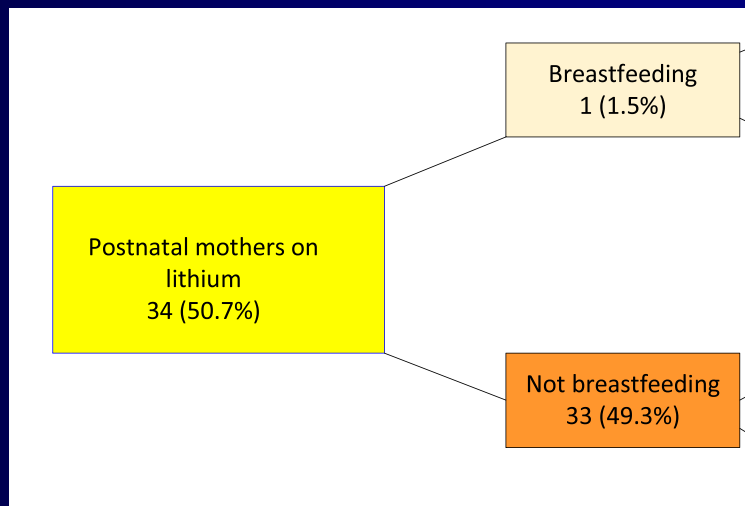 Breastfeeding
1 (1.5%)
Postnatal mothers on
lithium
34 (50.7%)
Not breastfeeding
33 (49.3%)